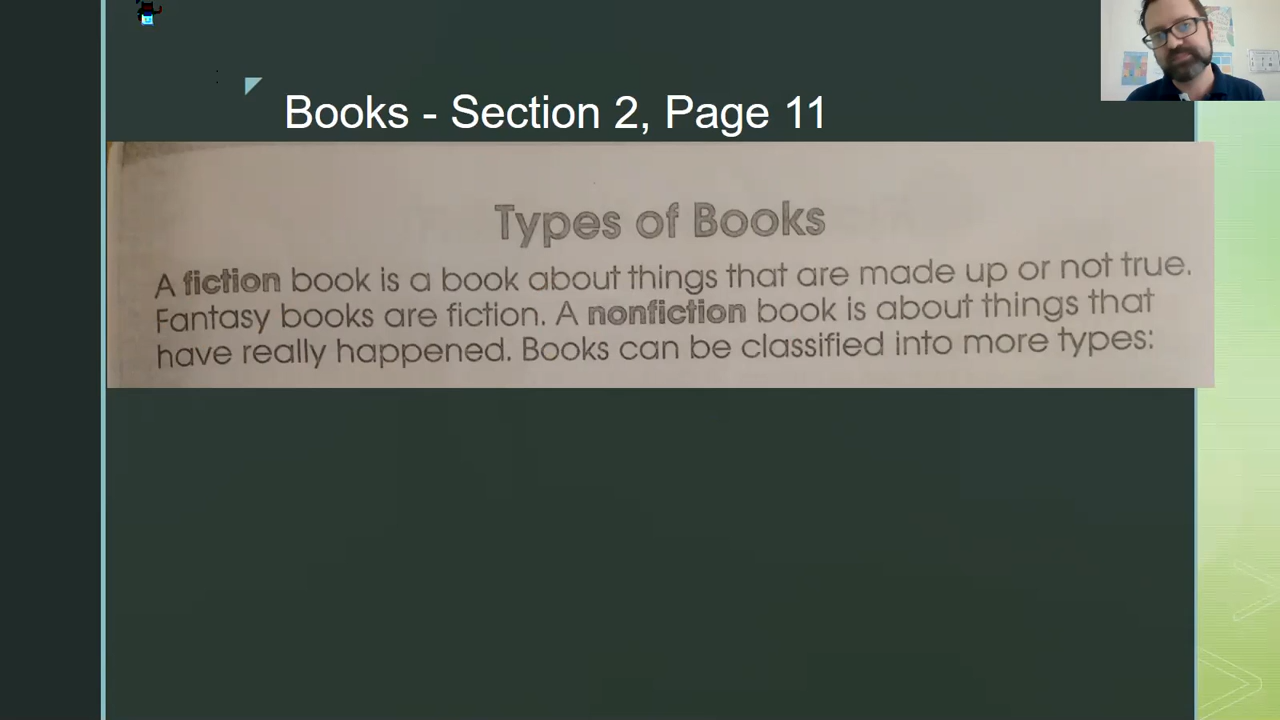 Books - Section 2, Page 11
Types of Books
A fiction book is a book about things that are made up or not true.
Fantasy books are fiction. A nonfiction book is about things that
have really happened. Books can be classified into more types: